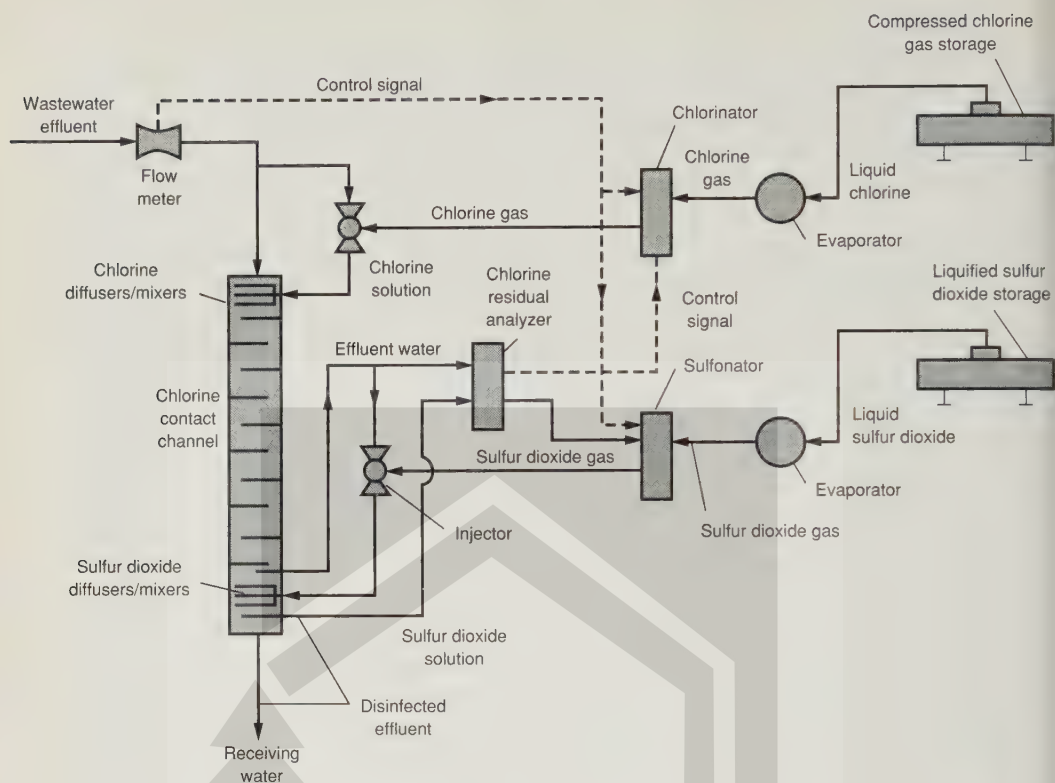 Compressed chlorine
gas storage
Control signal
Wastewater
effluent
Chlorinator
Flow
meter
Chlorine
gas
Liquid
chlorine
Chlorine gas
Evaporator
Chlorine
diffusers/mixers
Chlorine
solution
Chlorine
residual
analyzer
Control
signal
Liquified sulfur
dioxide storage
Effluent water
Sulfonator
Chlorine
contact
channel
Liquid
sulfur dioxide
Sulfur dioxide gas
Evaporator
Injector
Sulfur dioxide gas
Sulfur dioxide
diffusers/mixers
Sulfur dioxide
solution
Disinfected
effluent
Receiving
water